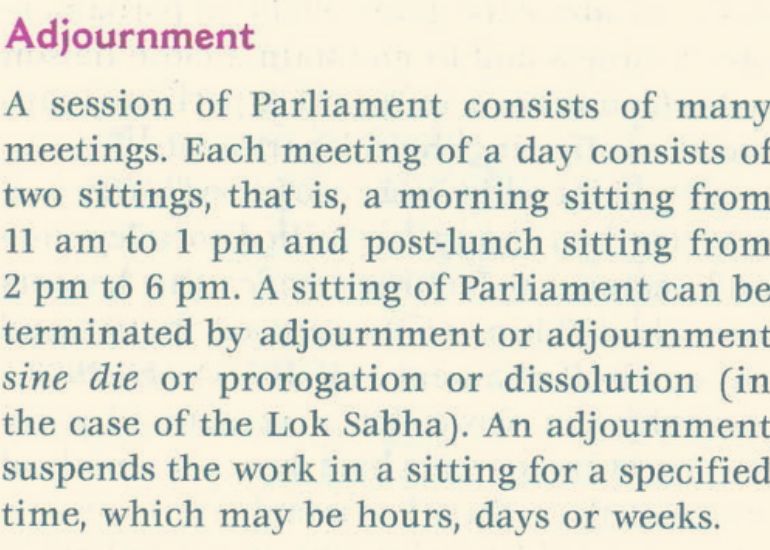 Adjournment
A session of Parliament consists of many
meetings. Each meeting of a day consists of
two sittings, that is, a morning sitting from
11 am to 1 pm and post-lunch sitting from
2 pm to 6 pm. A sitting of Parliament can be
terminated by adjournment or adjournment
sine die or prorogation or dissolution (in
the case of the Lok Sabha). An adjournment
suspends the work in a sitting for a specified
time, which may be hours, days or weeks.